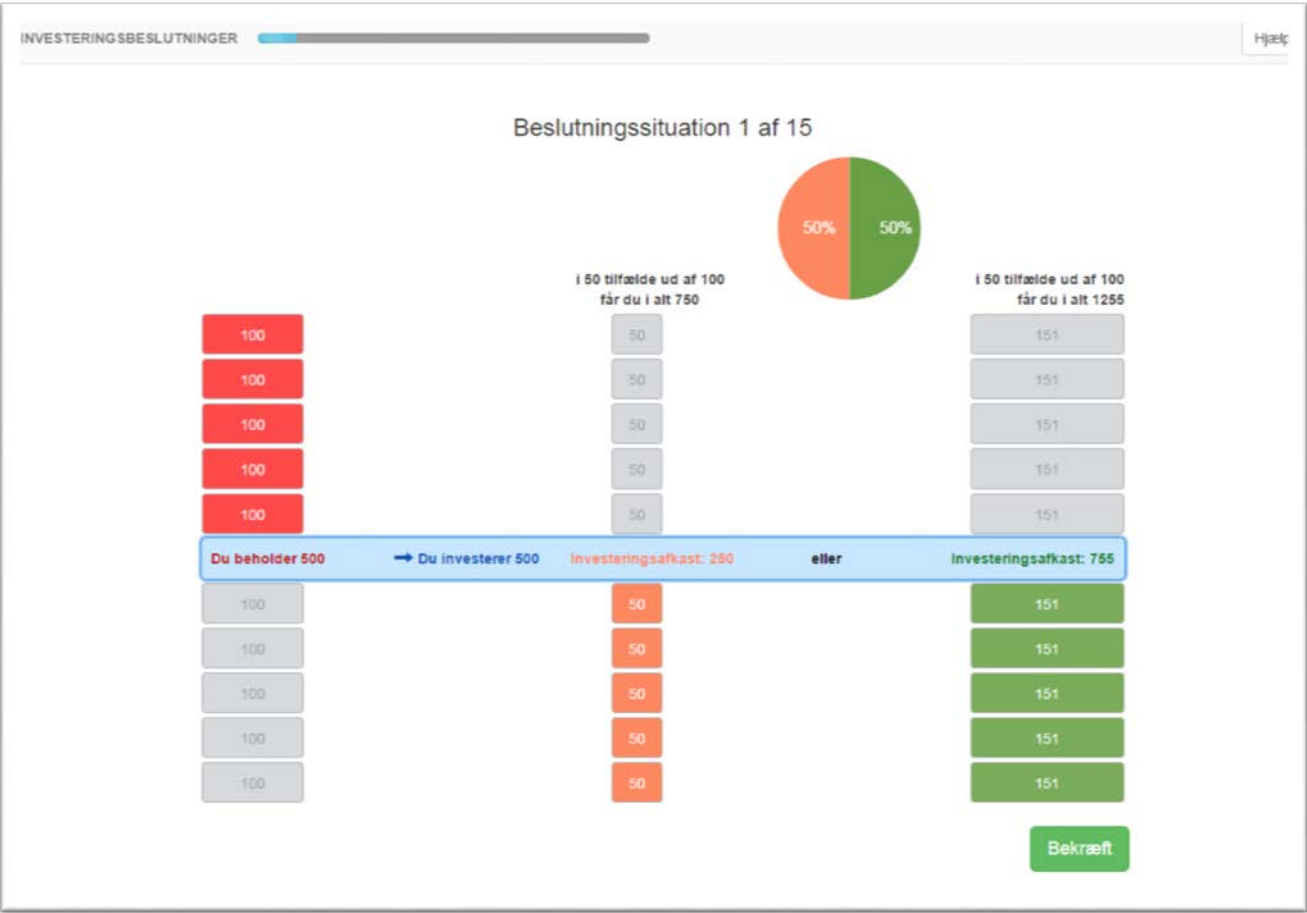 INVESTERINGSBESLUTNINGER
Hjælp
Beslutningssituation 1 af 15
50% 50%
i 50 tilfælde ud af 100
får du i alt 750
i 50 tilfælde ud af 100
får du i alt 1255
100 50 151
100 50 151
100 50 151
100 50 151
100 50 151
Du beholder 500 → Du investerer 500 Investeringsafkast: 250 eller Investeringsafkast: 755
100 50 151
100 50 151
100 50 151
100 50 151
100 50 151
Bekræft